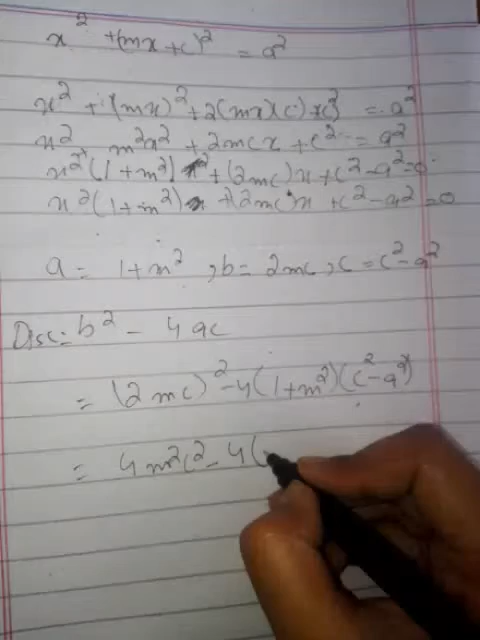 x² + (mx + c)² = a²
x² + (mx)² + 2(mx)(c) + c² = a²
x² m²x² + 2mcx + c² = a²
x² (1 + m²) + (2mc)x + c² - a² = 0
x² (1 + m²) + (2mc)x + c² - a² = 0
a = 1 + m² , b = 2mc , c = c² - a²
Disc = b² - 4ac
= (2mc)² - 4(1 + m²)(c² - a²)
= 4m²c² - 4(